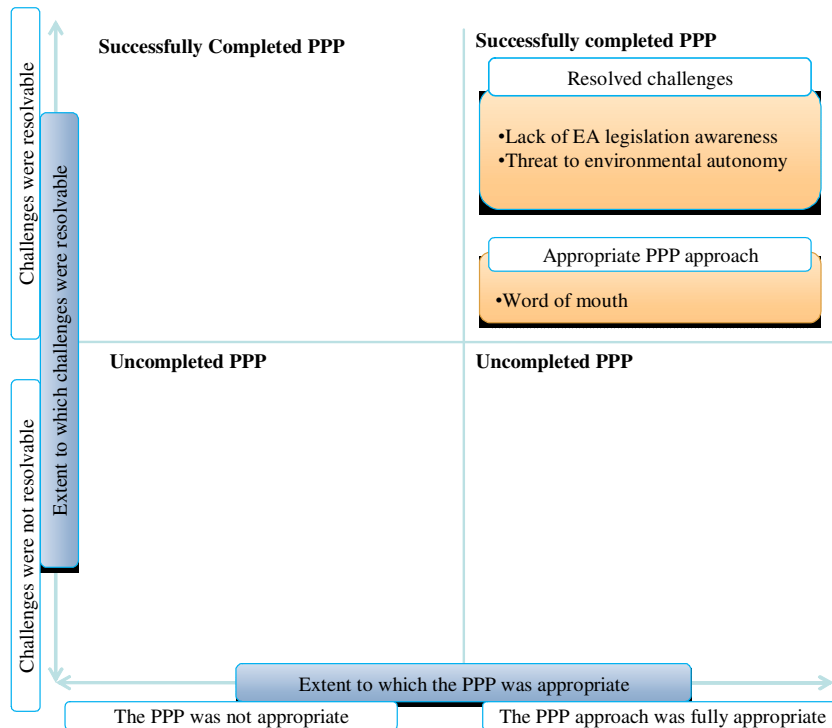 Successfully Completed PPP
Successfully completed PPP
Resolved challenges
•Lack of EA legislation awareness
•Threat to environmental autonomy
Appropriate PPP approach
•Word of mouth
Challenges were resolvable
Extent to which challenges were resolvable
Challenges were not resolvable
Uncompleted PPP
Uncompleted PPP
Extent to which the PPP was appropriate
The PPP was not appropriate
The PPP approach was fully appropriate